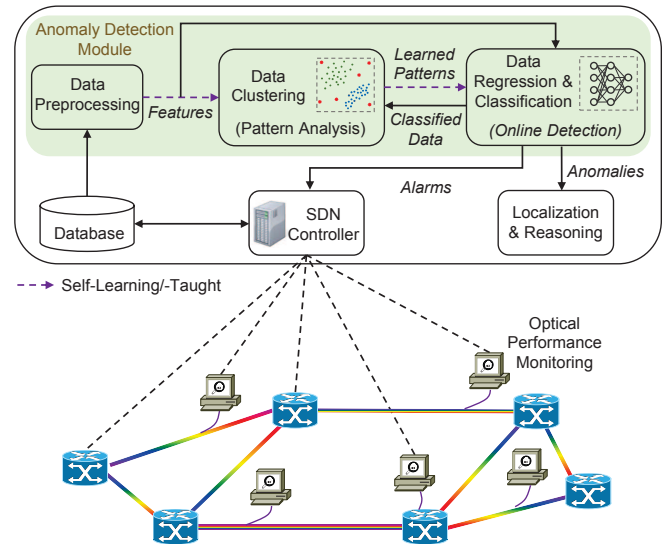 Anomaly Detection
Module
Data
Preprocessing
Features
Data
Clustering
(Pattern Analysis)
Learned
Patterns
Classified
Data
Data
Regression &
Classification
(Online Detection)
Alarms
Anomalies
Database
SDN
Controller
Localization
& Reasoning
Self-Learning/-Taught
Optical
Performance
Monitoring